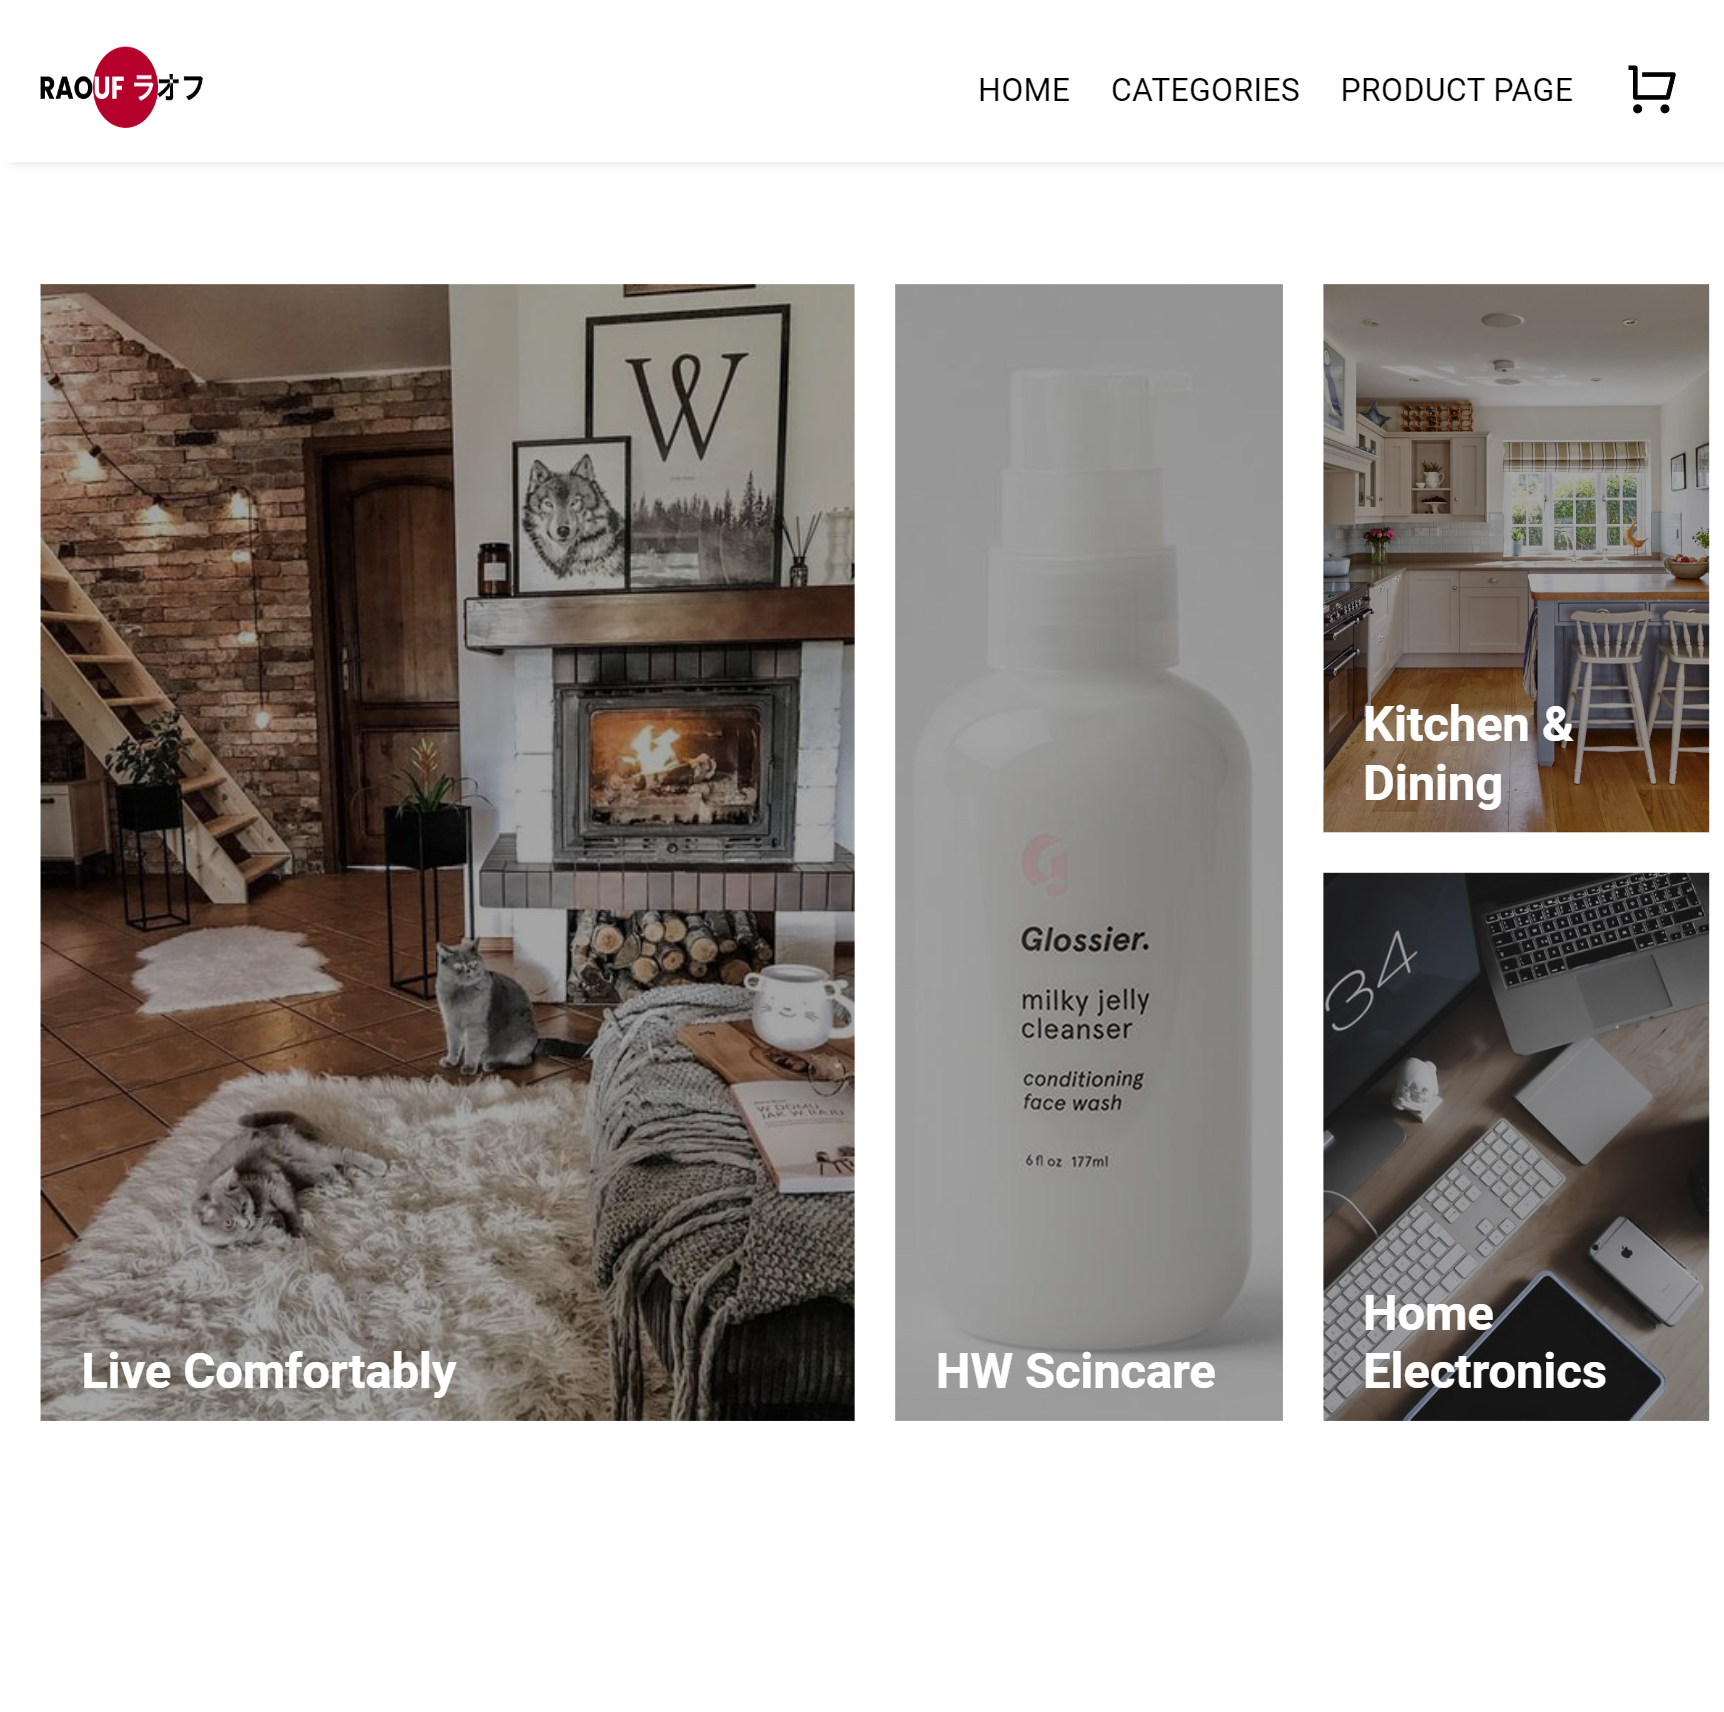 RAOUF ラオフ
HOME
CATEGORIES
PRODUCT PAGE
W
Live Comfortably
W DOMU
JAK W RAJU
G
Glossier.
milky jelly
cleanser
conditioning
face wash
6 fl oz 177ml
HW Scincare
Kitchen &
Dining
34
Home
Electronics